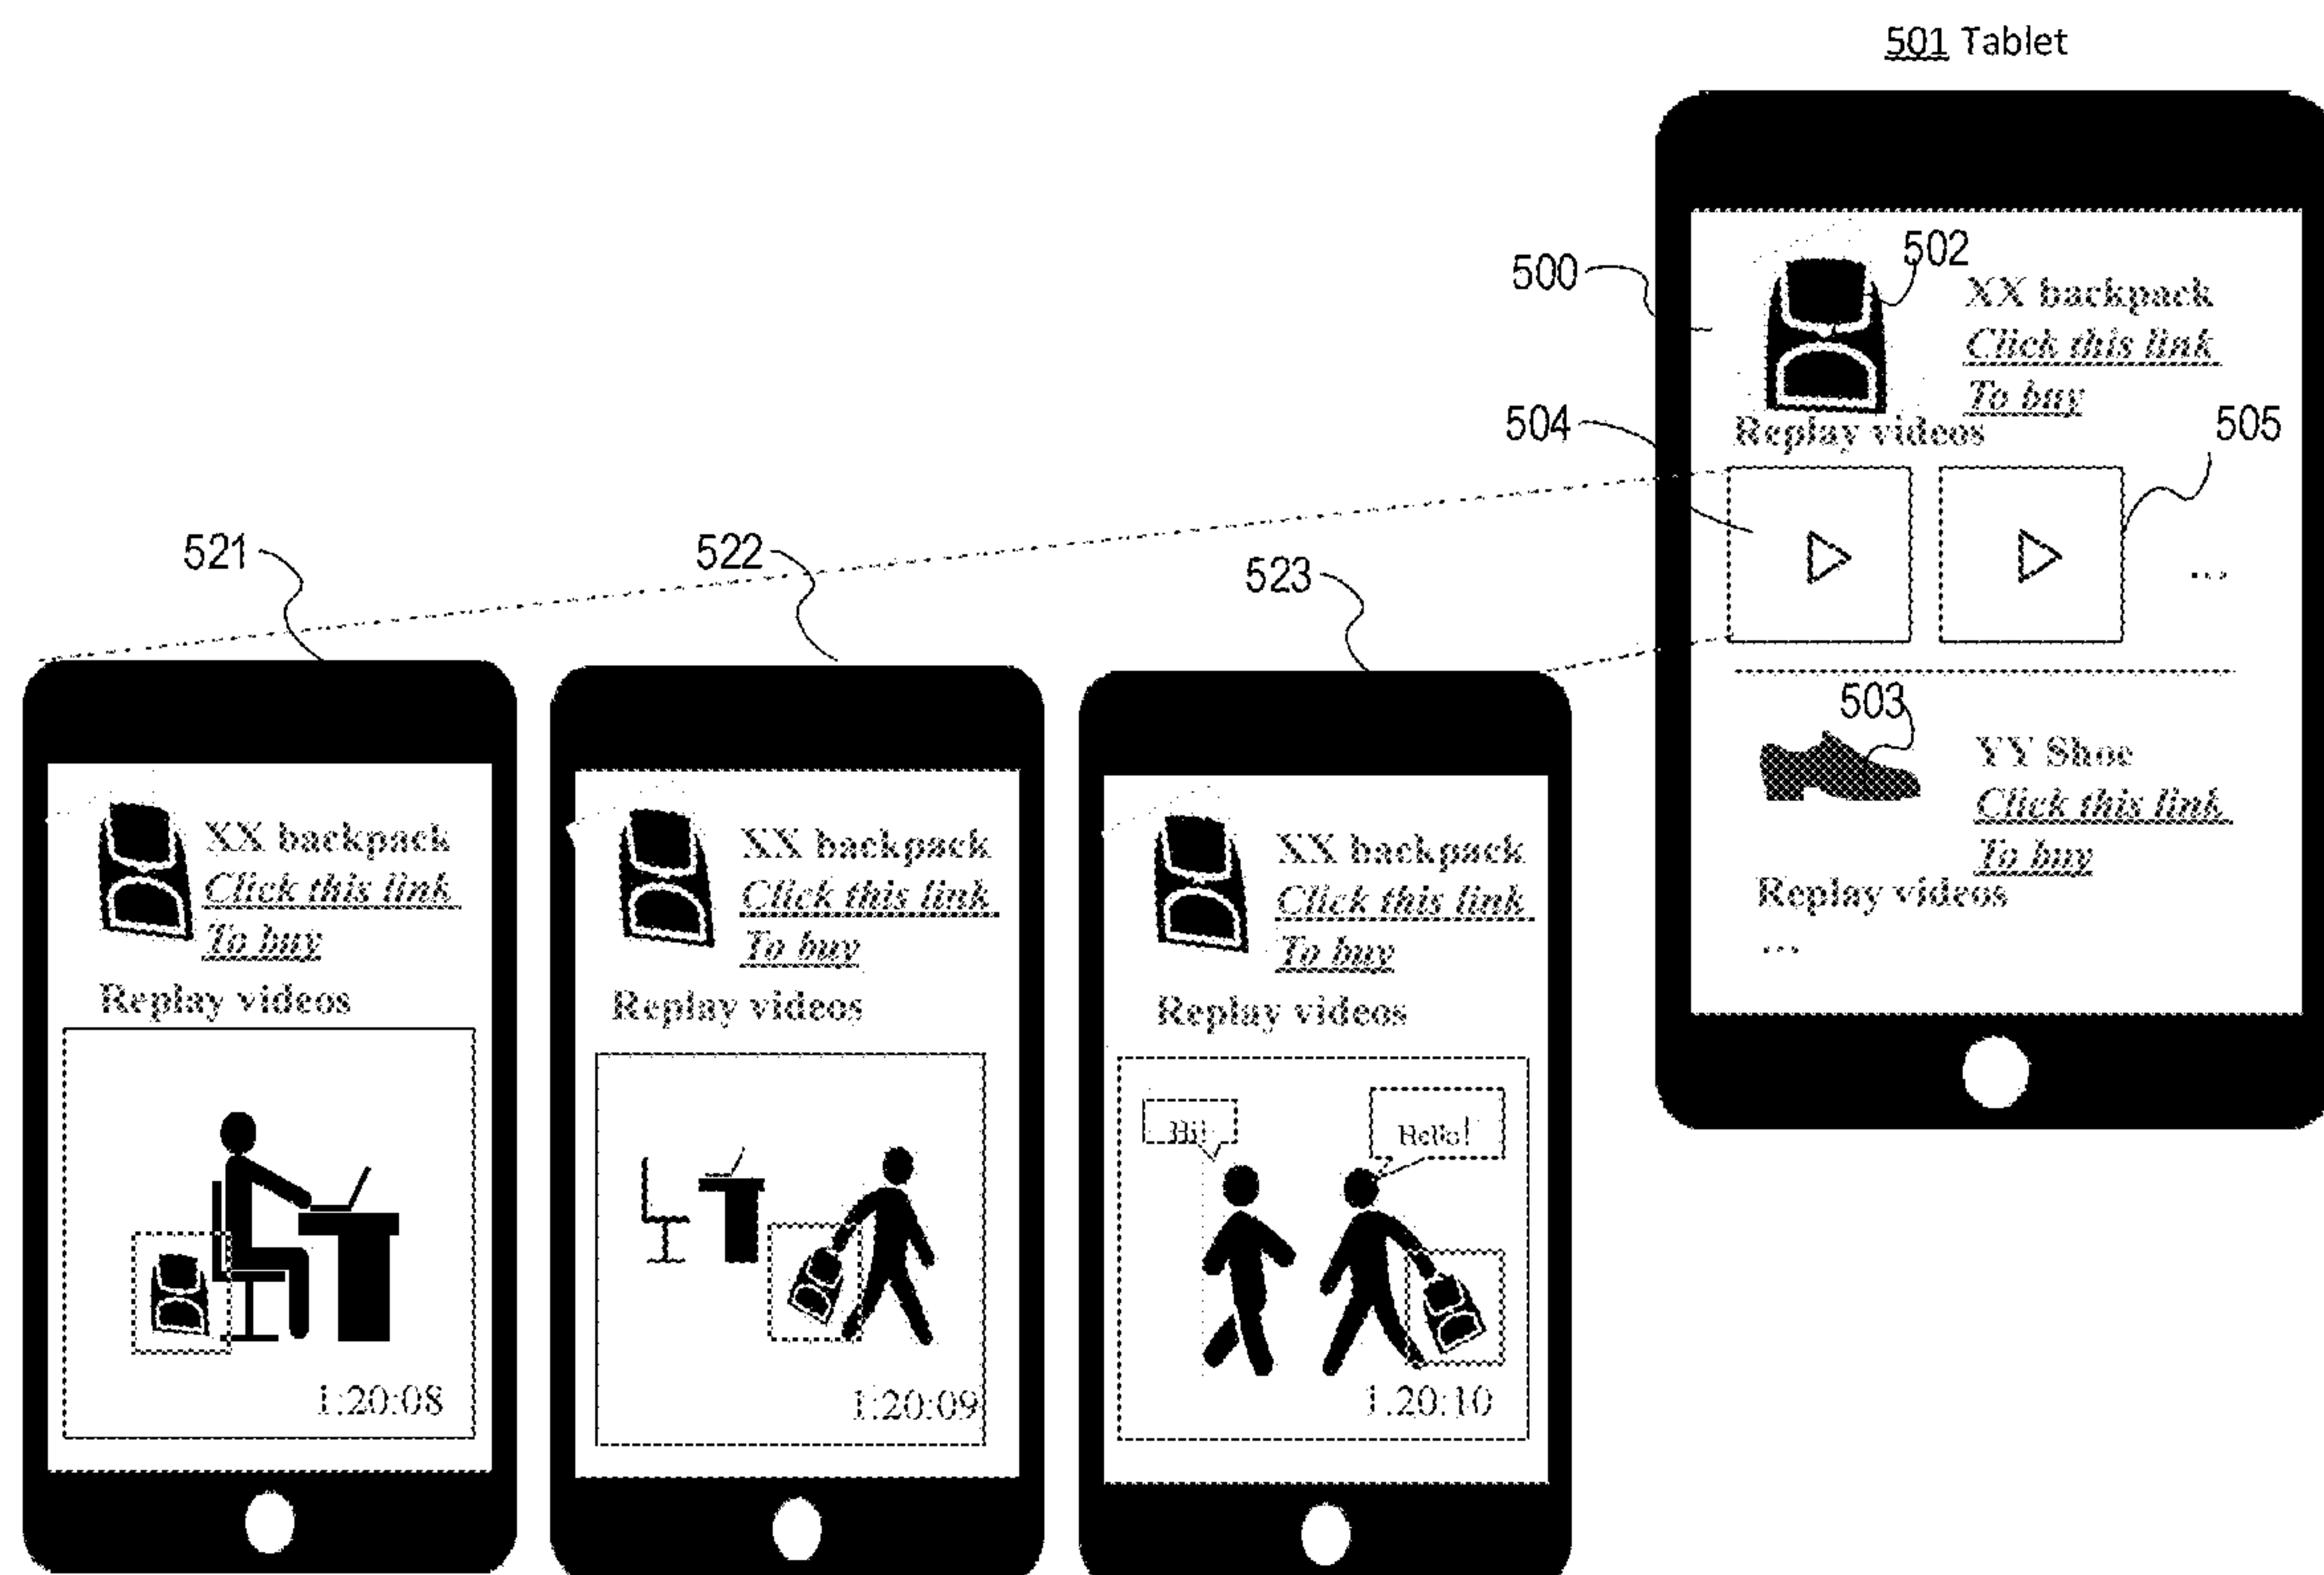 501 Tablet
500
502
XX backpack
Click this link
To buy
504
Replay videos
505
...
503
YY Shoe
Click this link
To buy
Replay videos
...
521
XX backpack
Click this link
To buy
Replay videos
1:20:08
522
XX backpack
Click this link
To buy
Replay videos
1:20:09
523
XX backpack
Click this link
To buy
Replay videos
Hi!
Hello!
1.20:10